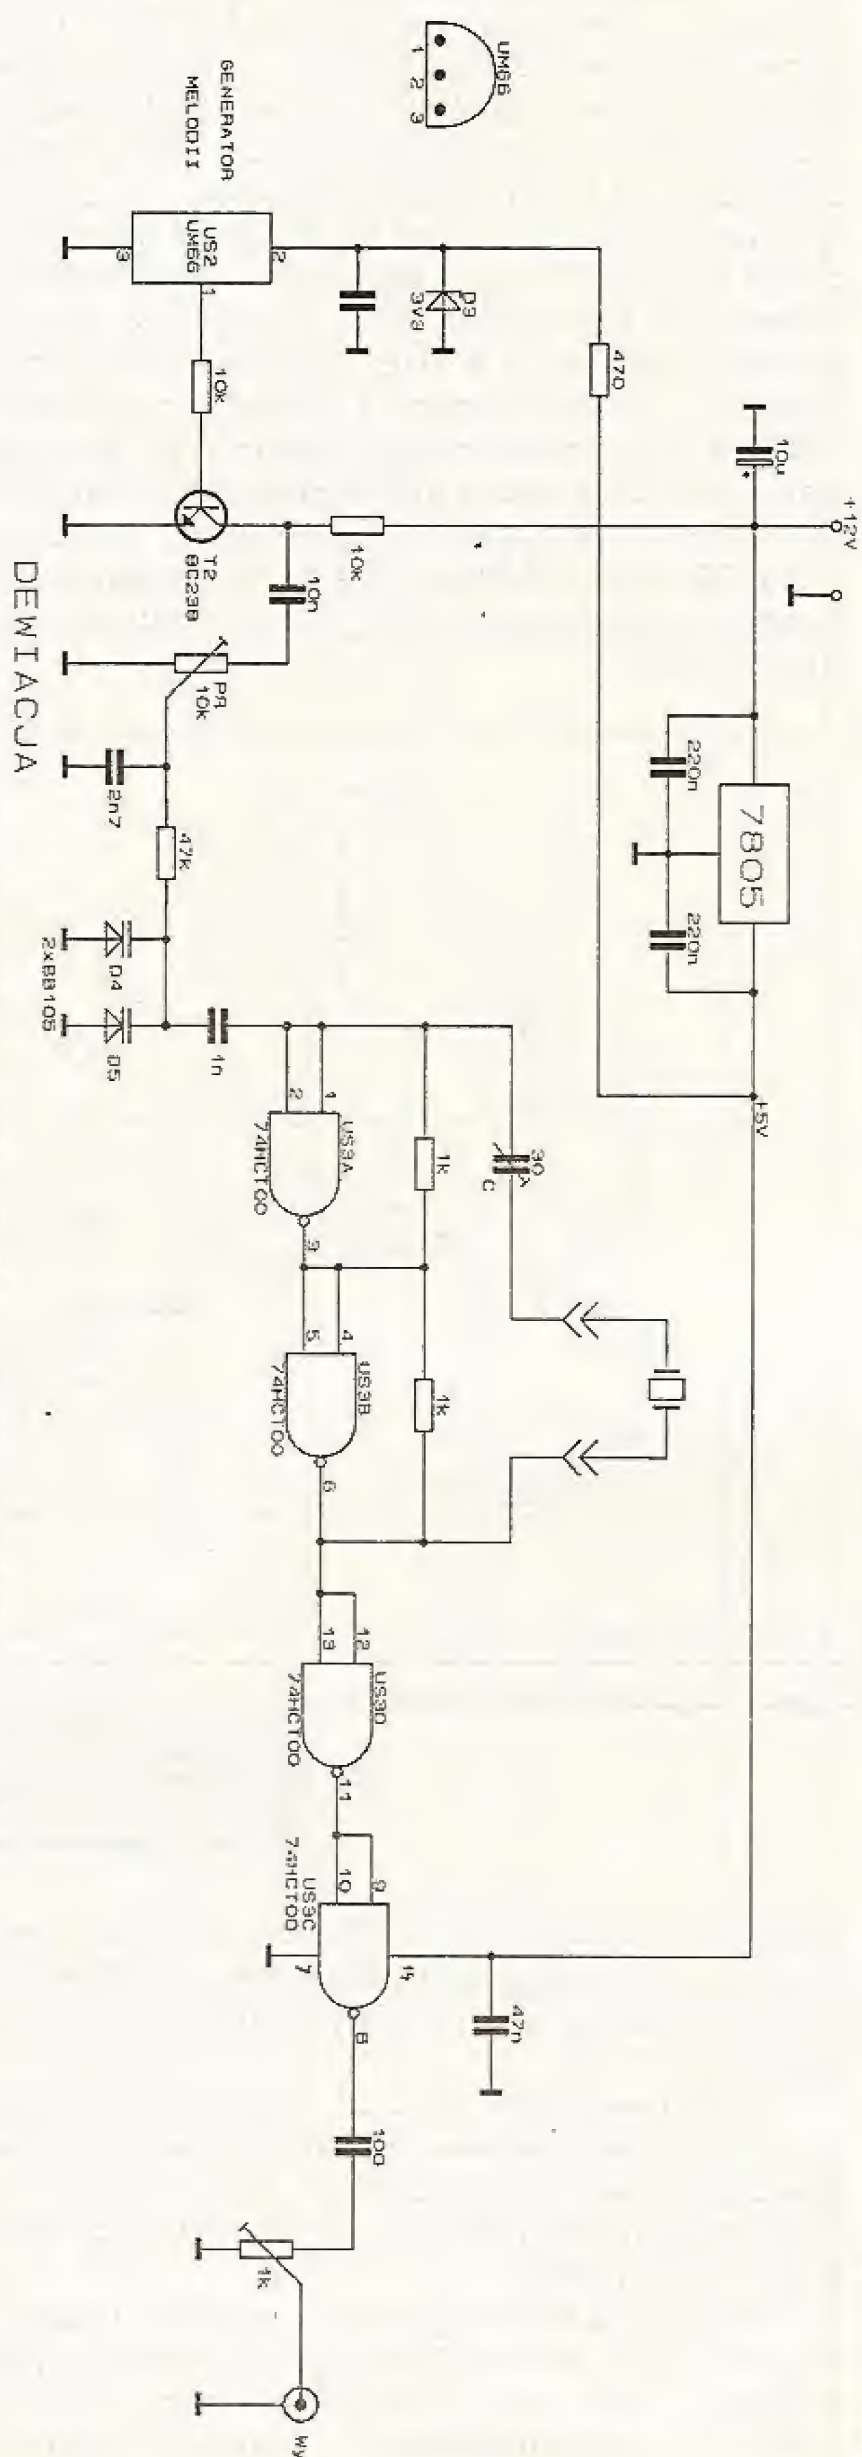 UM66
1 2 3
GENERATOR
MELODII
US2
UM66
2
3
1
D3
3V3
470
10k
10u
+
+12V
T2
BC238
10k
10n
PR
10k
DEWIACJA
2n7
47k
220n
7805
220n
+5V
D4
D5
2xBB105
1n
1
2
US3A
74HCT00
3
1k
30
C
4
5
US3B
74HCT00
6
1k
12
13
US3D
74HCT00
11
9
10
US3C
74HCT00
14
7
8
47n
100
1k
Wy